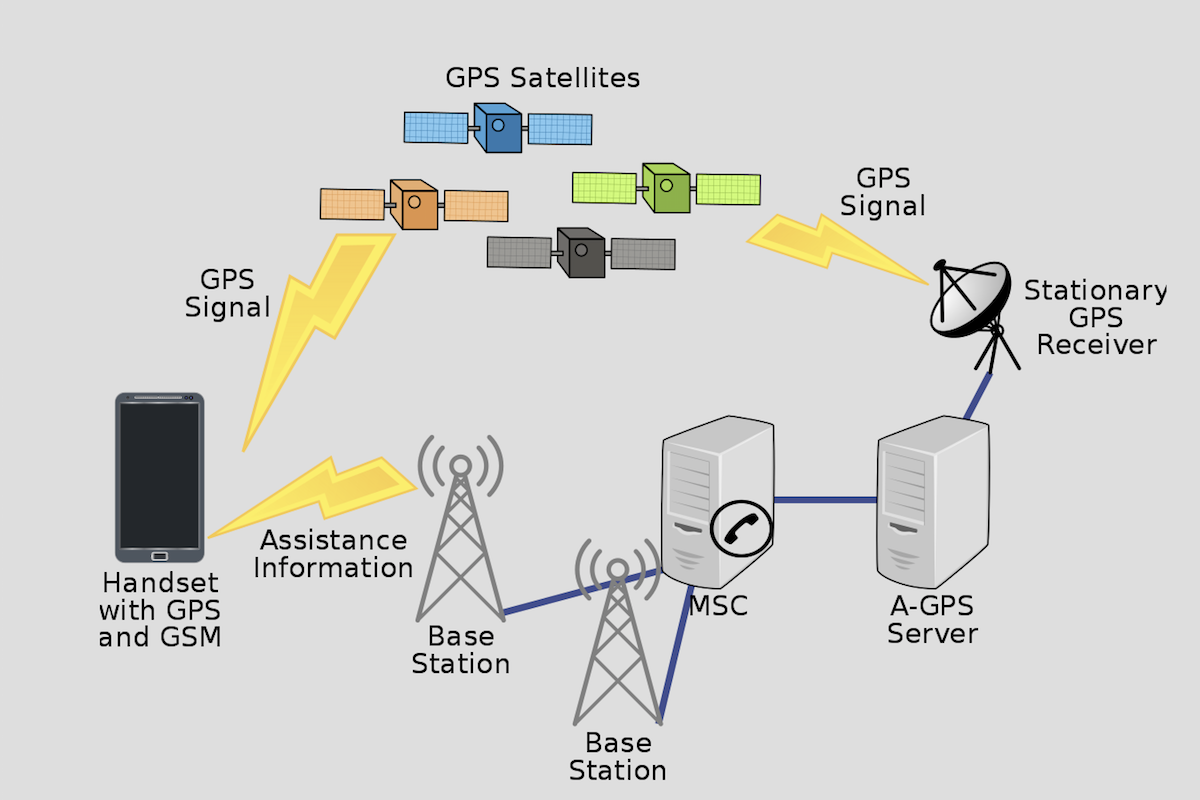 GPS Satellites
GPS
Signal
GPS
Signal
Stationary
GPS
Receiver
Assistance
Information
Handset
with GPS
and GSM
Base
Station
MSC
A-GPS
Server
Base
Station